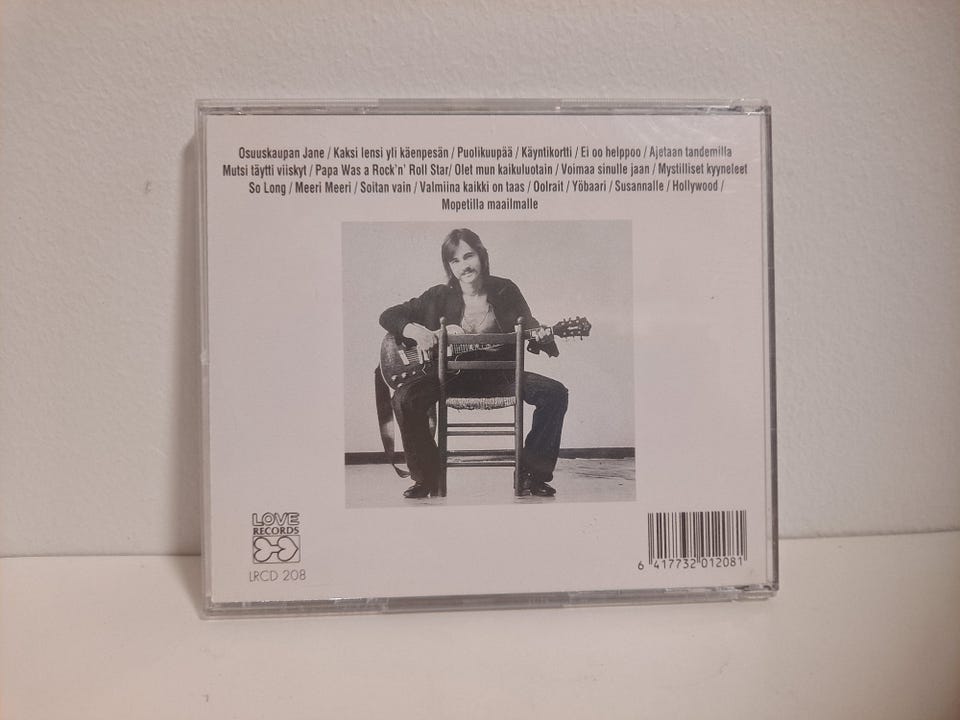 Osuuskaupan Jane / Kaksi lensi yli käenpesän / Puolikuupää / Käyntikortti / Ei oo helppoo / Ajetaan tandemilla
Mutsi täytti viiskyt / Papa Was a Rock'n' Roll Star/ Olet mun kaikuluotain / Voimaa sinulle jaan / Mystilliset kyyneleet
So Long / Meeri Meeri / Soitan vain / Valmiina kaikki on taas / Oolrait / Yöbaari / Susannalle / Hollywood /
Mopetilla maailmalle
LOVE
RECORDS
LRCD 208
6 417732 012081